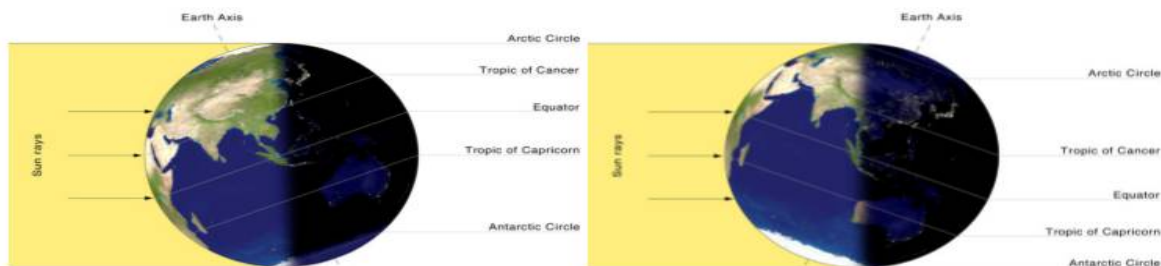 Earth Axis
Arctic Circle
Tropic of Cancer
Equator
Tropic of Capricorn
Antarctic Circle
Sun rays
Earth Axis
Arctic Circle
Tropic of Cancer
Equator
Tropic of Capricorn
Antarctic Circle
Sun rays